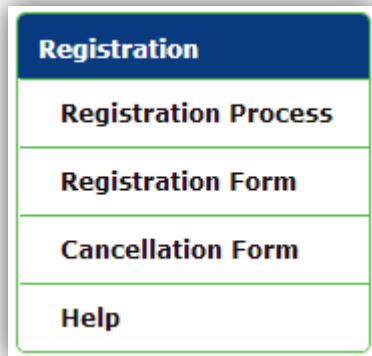 Registration
Registration Process
Registration Form
Cancellation Form
Help